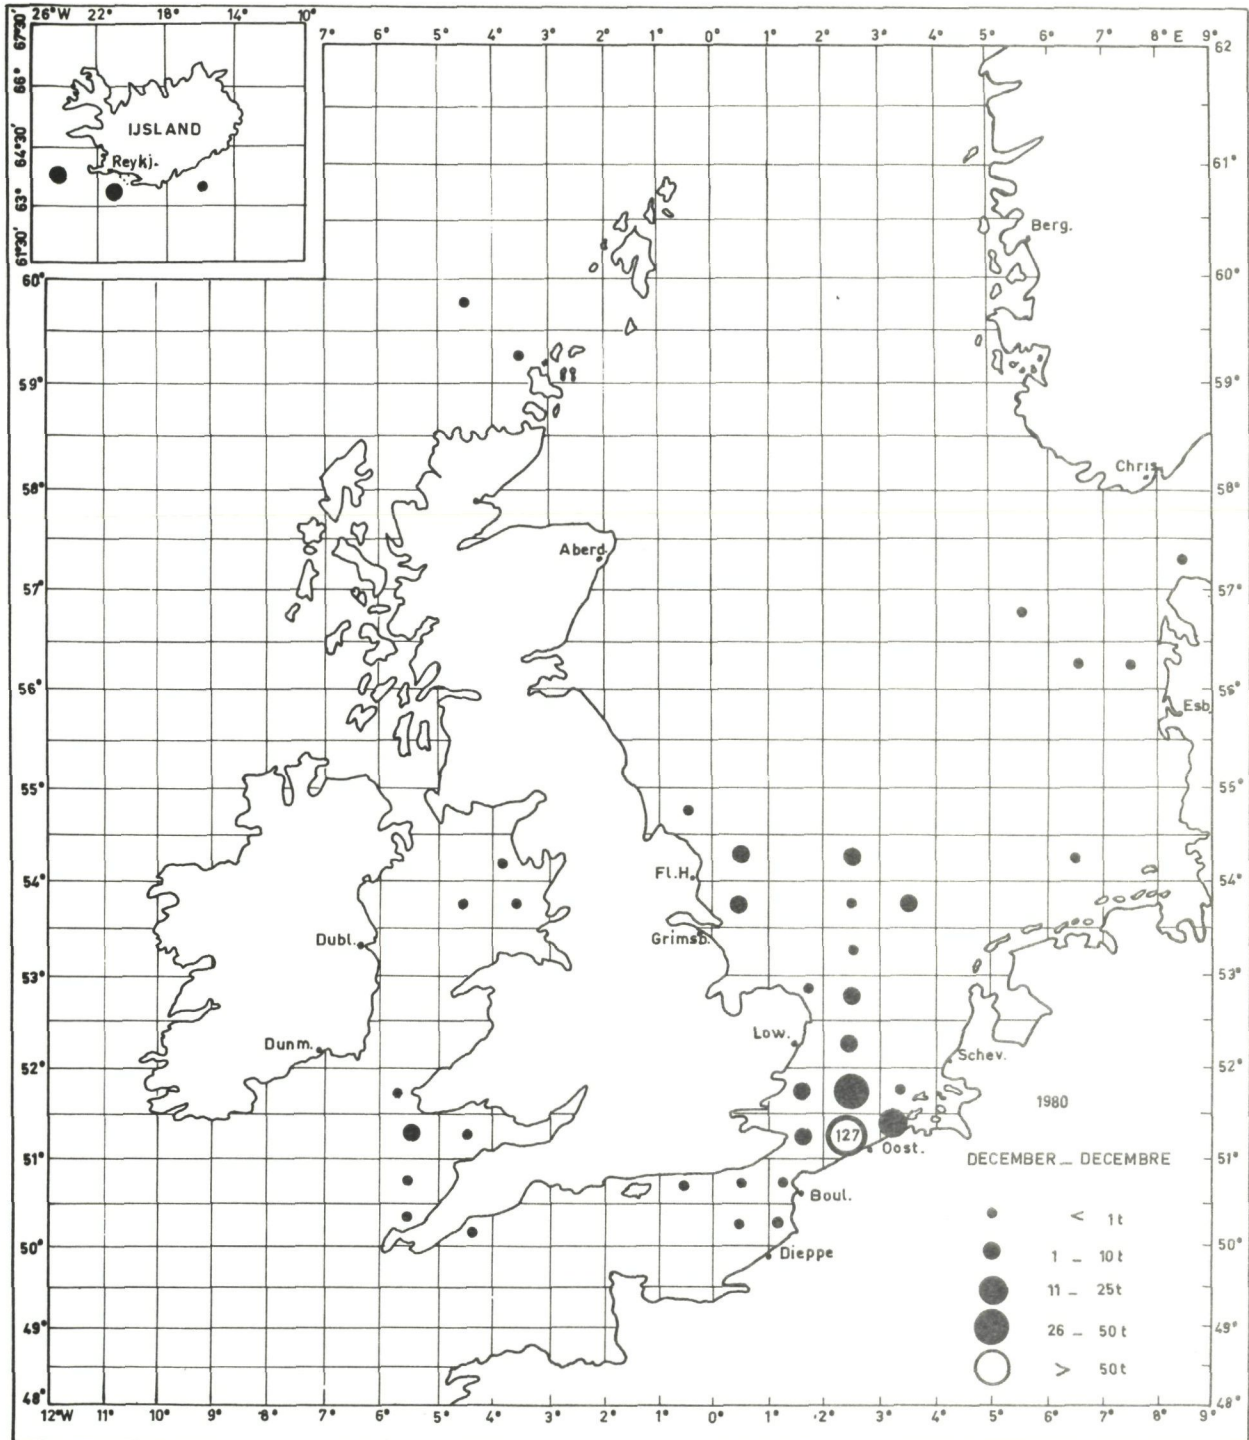 26°W 22° 18° 14° 10°
67°30'
66°
64°30'
63°
61°30'
IJSLAND
Reykj.
7° 6° 5° 4° 3° 2° 1° 0° 1° 2° 3° 4° 5° 6° 7° 8° E 9°
62
61°
60° 60°
Berg.
59° 59°
Chris
58° 58°
Aberd.
57° 57°
56° 56°
Esb
55° 55°
Fl.H.
54° 54°
Dubl.
Grimsb.
53° 53°
Dunm.
Low.
Schev.
52° 52°
1980
127
Oost.
51° 51°
DECEMBER _ DECEMBRE
Boul.
< 1t
50° 50°
Dieppe
1 _ 10t
11 _ 25t
49° 49°
26 _ 50t
> 50t
48° 48°
12°W 11° 10° 9° 8° 7° 6° 5° 4° 3° 2° 1° 0° 1° 2° 3° 4° 5° 6° 7° 8° 9°